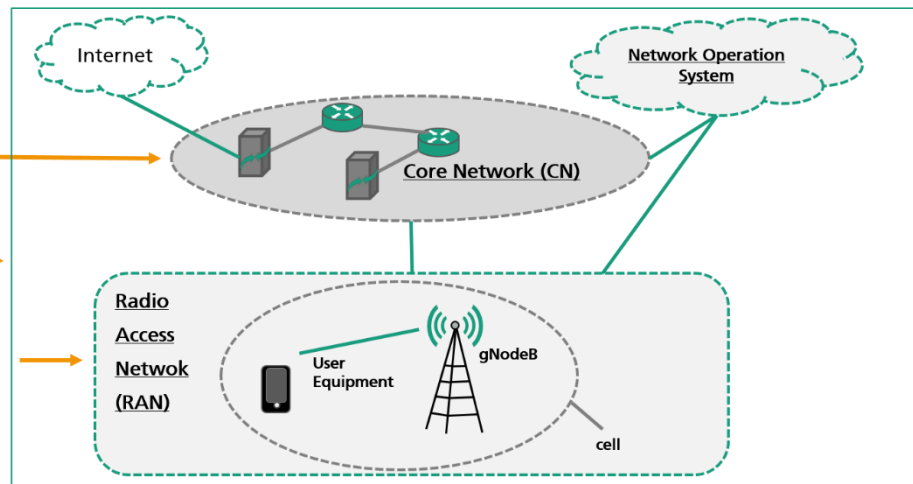 Internet
Network Operation
System
Core Network (CN)
Radio
Access
Netwok
(RAN)
User
Equipment
gNodeB
cell